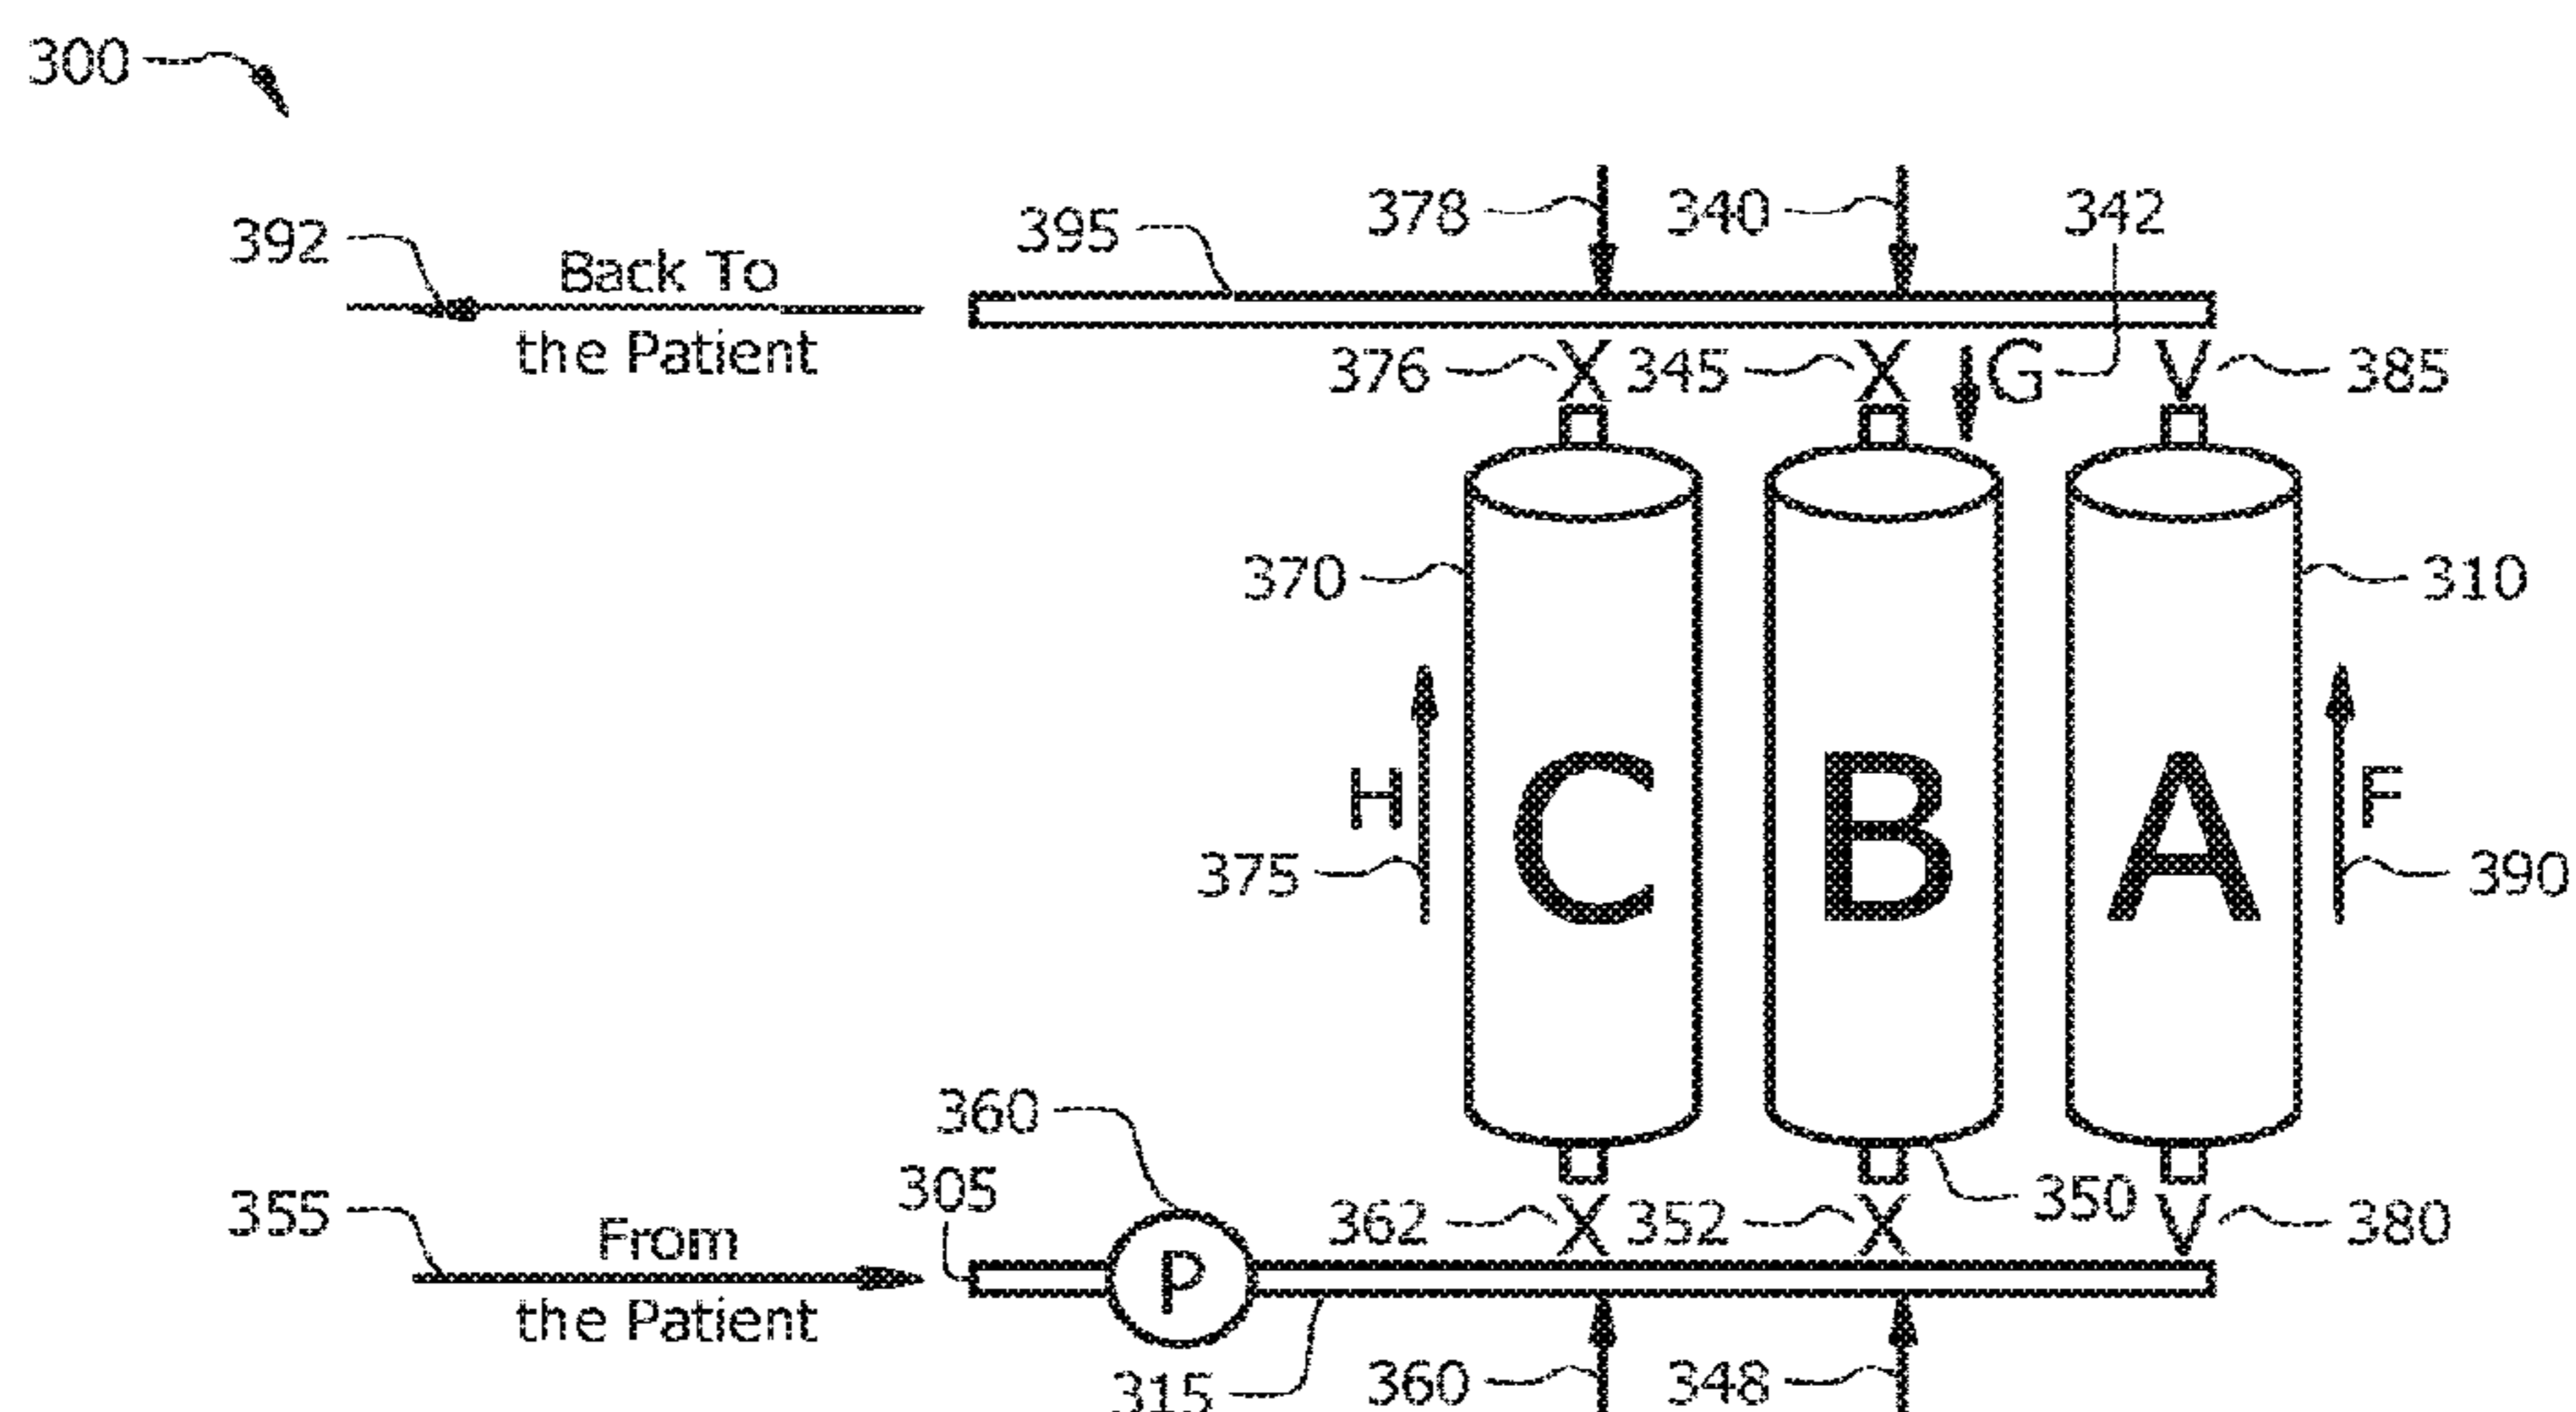 300
378
340
342
392
Back To
395
the Patient
376
X
345
X
G
V
385
370
310
H
C
B
A
F
375
390
360
305
355
From
P
362
X
352
X
350
V
380
the Patient
315
360
348